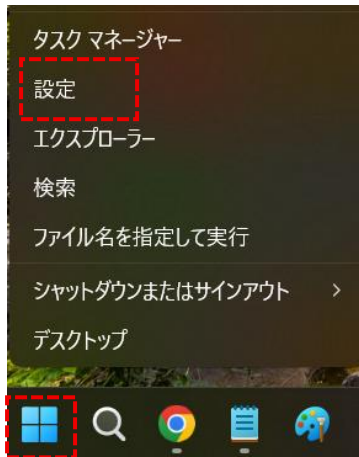 タスク マネージャー
設定
エクスプローラー
検索
ファイル名を指定して実行
シャットダウンまたはサインアウト
デスクトップ